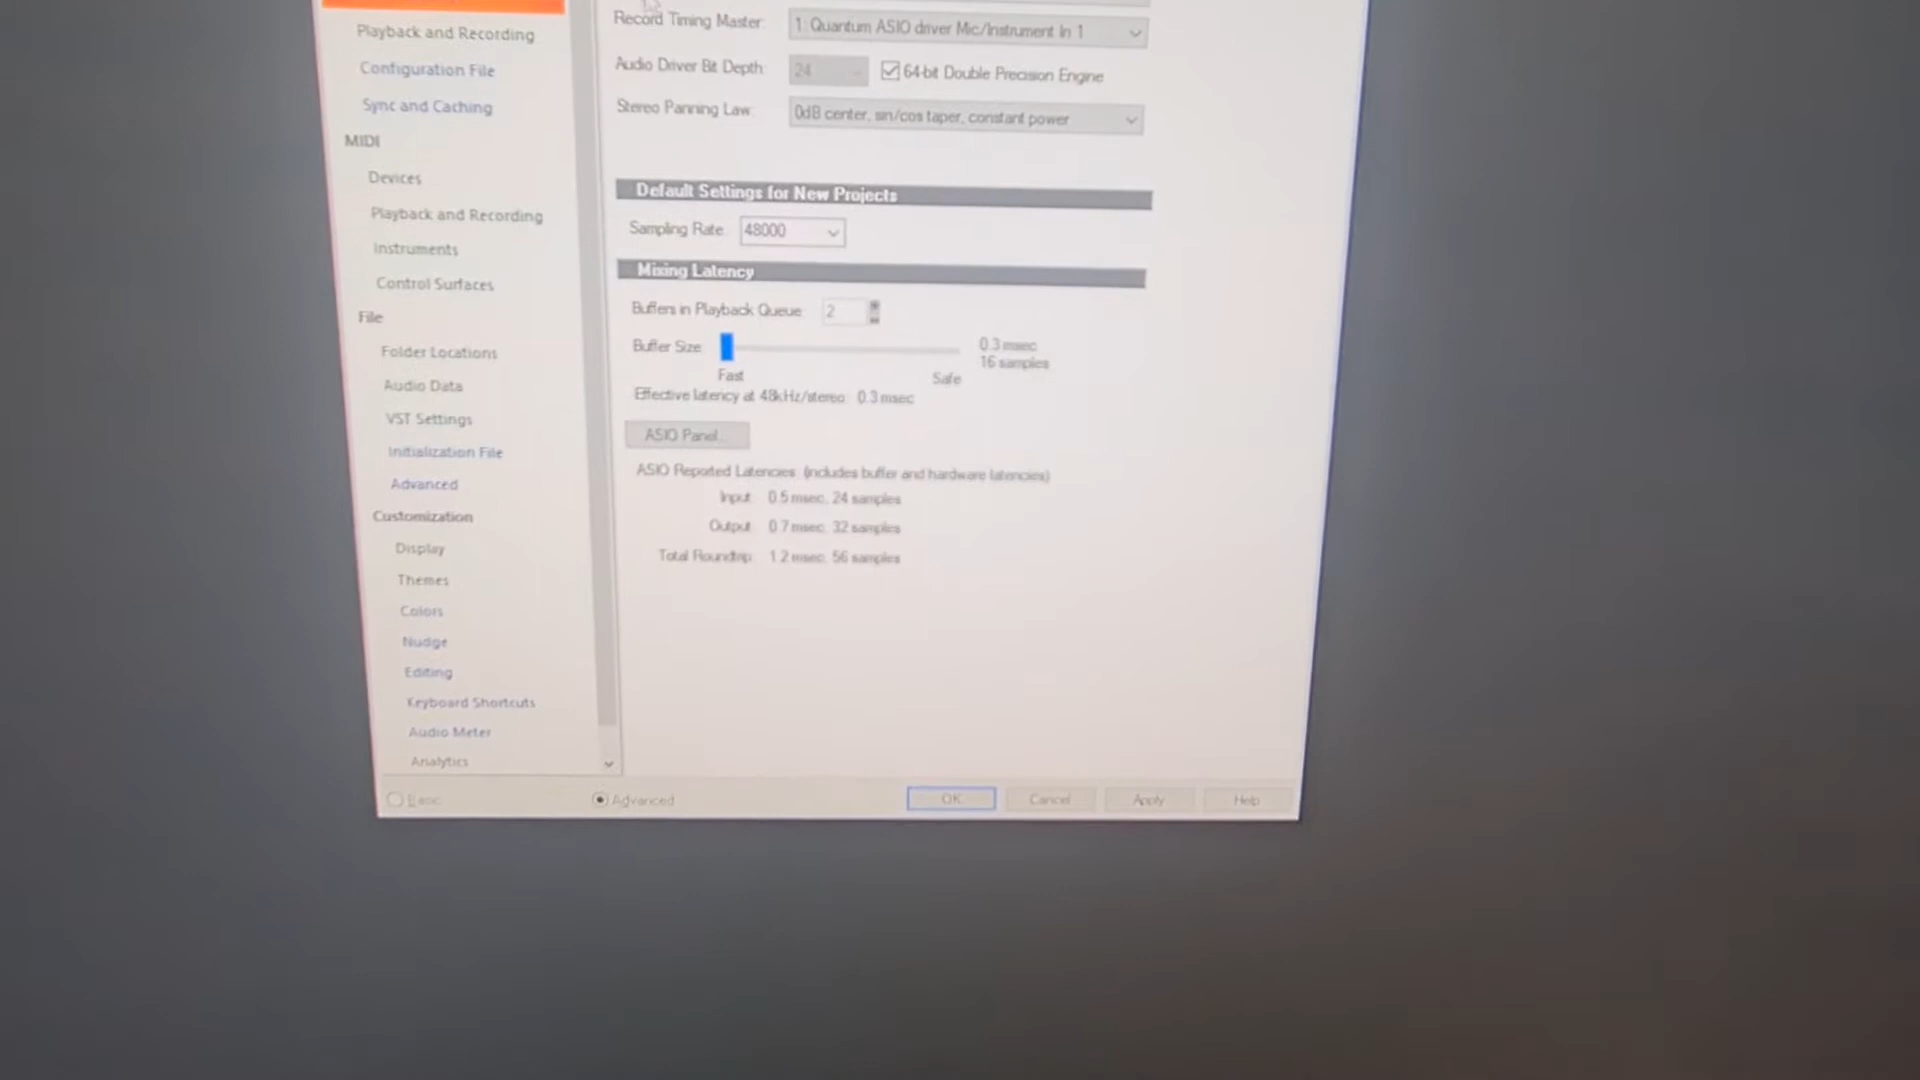 Playback and Recording
Configuration File
Sync and Caching
MIDI
Devices
Playback and Recording
Instruments
Control Surfaces
File
Folder Locations
Audio Data
VST Settings
Initialization File
Advanced
Customization
Display
Themes
Colors
Nudge
Editing
Keyboard Shortcuts
Audio Meter
Analytics
Basic
Advanced
Record Timing Master: 1: Quantum ASIO driver Mic/Instrument In 1
Audio Driver Bit Depth: 24 64-bit Double Precision Engine
Stereo Panning Law: 0dB center, sin/cos taper, constant power
Default Settings for New Projects
Sampling Rate: 48000
Mixing Latency
Buffers in Playback Queue: 2
Buffer Size: 0.3 msec
16 samples
Fast Safe
Effective latency at 48kHz/stereo: 0.3 msec
ASIO Panel...
ASIO Reported Latencies: (includes buffer and hardware latencies)
Input: 0.5 msec, 24 samples
Output: 0.7 msec, 32 samples
Total Roundtrip: 1.2 msec, 56 samples
OK Cancel Apply Help